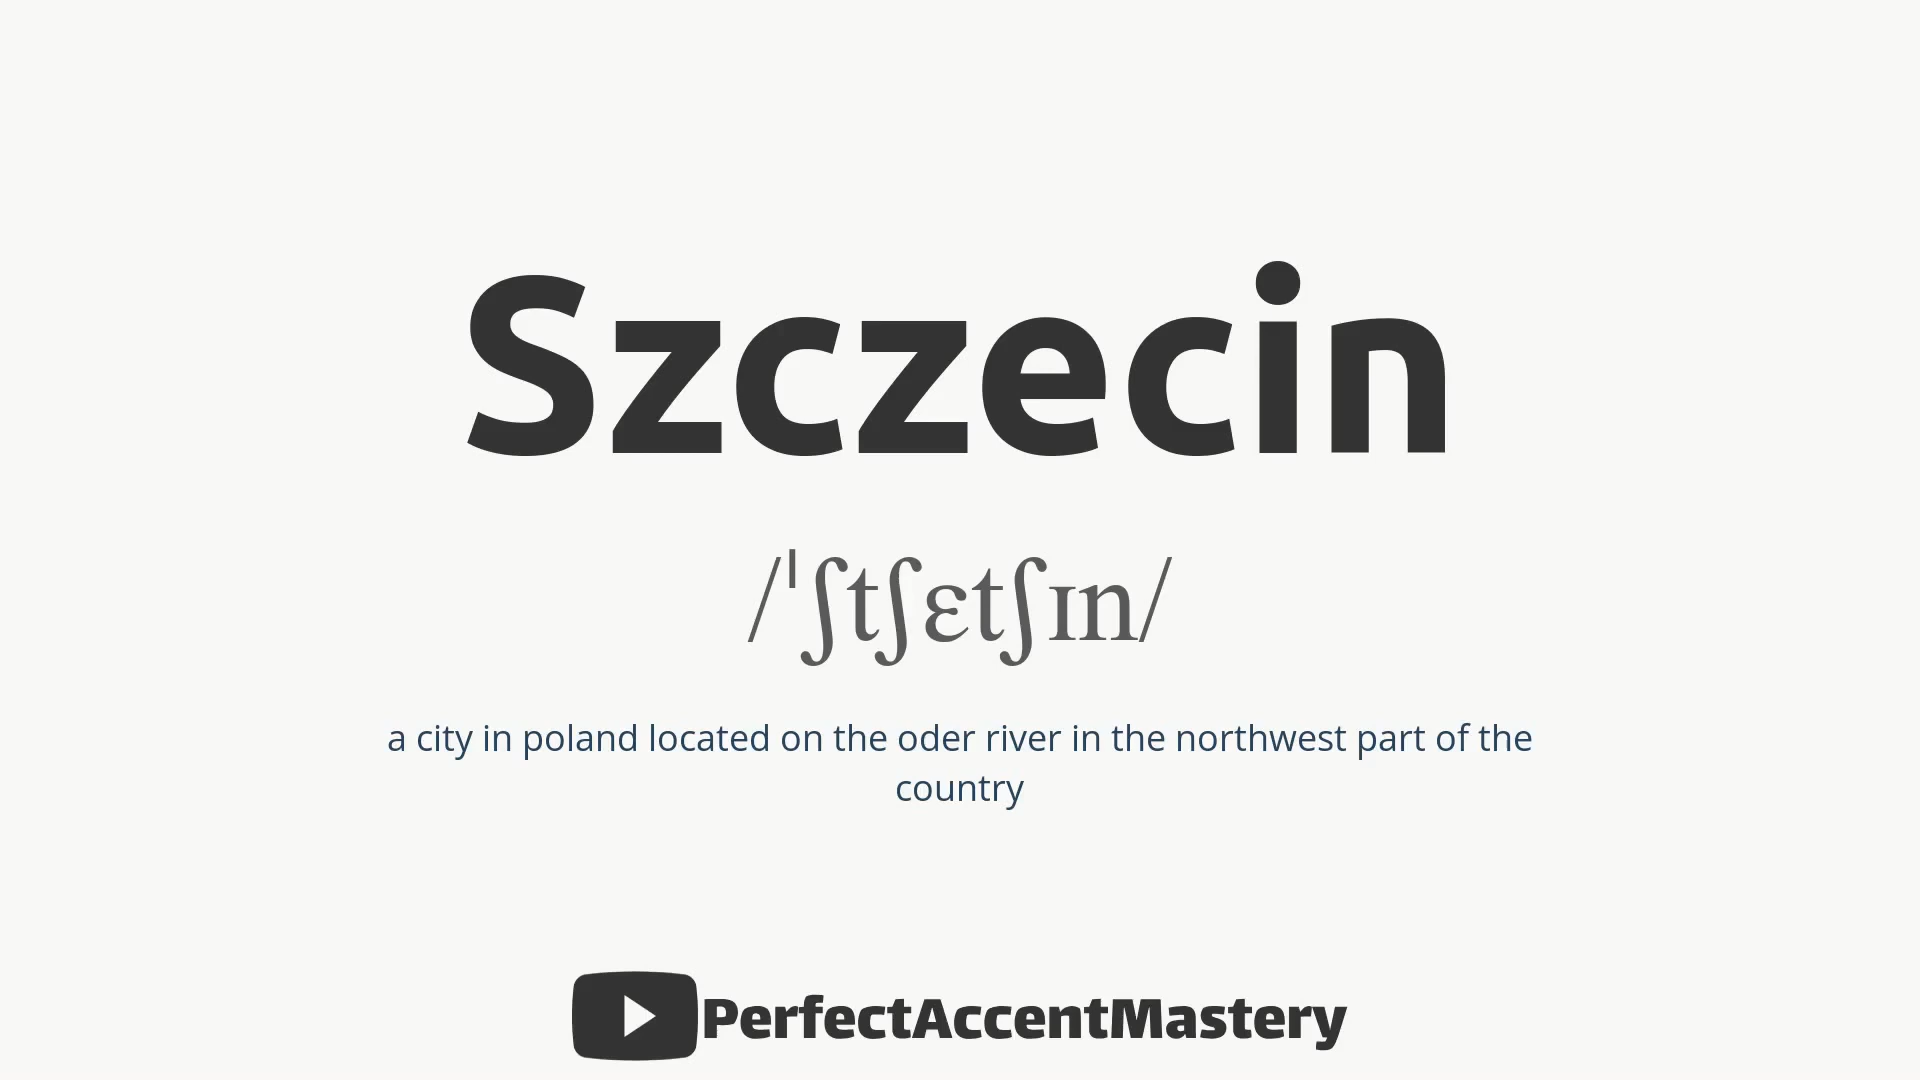 Szczecin
/ˈʃtʃɛtʃɪn/
a city in poland located on the oder river in the northwest part of the
country
PerfectAccentMastery